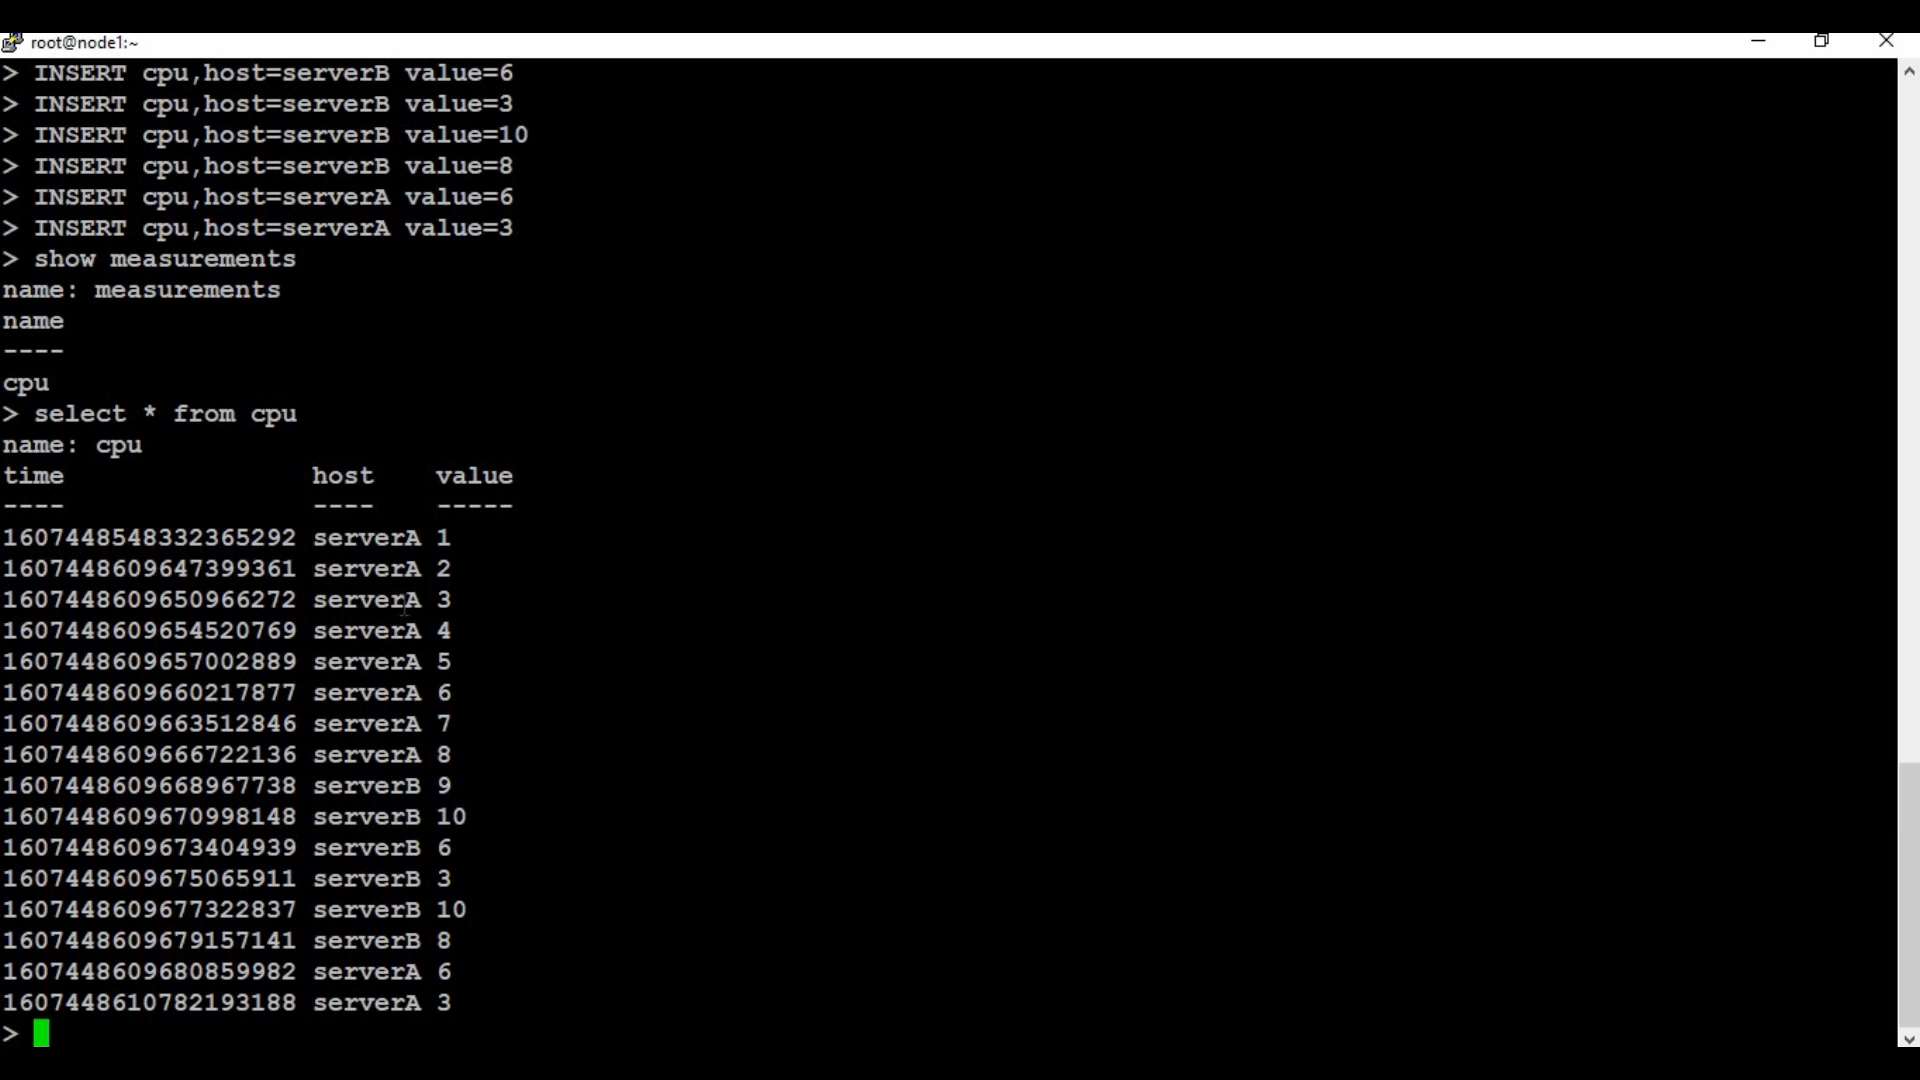 root@node1:~
> INSERT cpu,host=serverB value=6
> INSERT cpu,host=serverB value=3
> INSERT cpu,host=serverB value=10
> INSERT cpu,host=serverB value=8
> INSERT cpu,host=serverA value=6
> INSERT cpu,host=serverA value=3
> show measurements
name: measurements
name
----
cpu
> select * from cpu
name: cpu
time                host    value
----                ----    -----
1607448548332365292 serverA 1
1607448609647399361 serverA 2
1607448609650966272 serverA 3
1607448609654520769 serverA 4
1607448609657002889 serverA 5
1607448609660217877 serverA 6
1607448609663512846 serverA 7
1607448609666722136 serverA 8
1607448609668967738 serverB 9
1607448609670998148 serverB 10
1607448609673404939 serverB 6
1607448609675065911 serverB 3
1607448609677322837 serverB 10
1607448609679157141 serverB 8
1607448609680859982 serverA 6
1607448610782193188 serverA 3
>